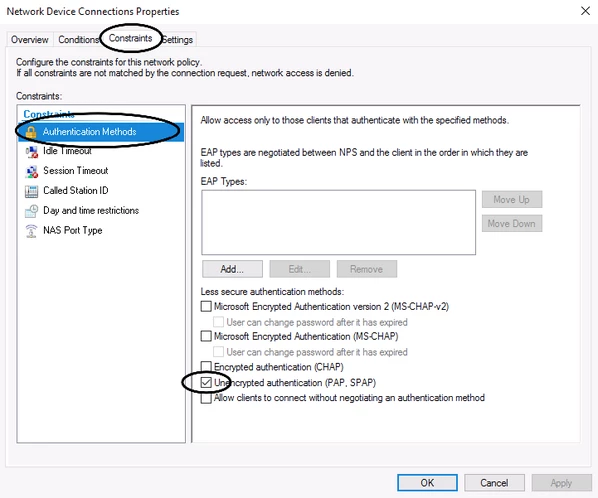 Network Device Connections Properties
Overview Conditions Constraints Settings
Configure the constraints for this network policy.
If all constraints are not matched by the connection request, network access is denied.
Constraints:
Constraints
Authentication Methods
Idle Timeout
Session Timeout
Called Station ID
Day and time restrictions
NAS Port Type
Allow access only to those clients that authenticate with the specified methods.
EAP types are negotiated between NPS and the client in the order in which they are
listed.
EAP Types:
Move Up
Move Down
Add... Edit... Remove
Less secure authentication methods:
Microsoft Encrypted Authentication version 2 (MS-CHAP-v2)
User can change password after it has expired
Microsoft Encrypted Authentication (MS-CHAP)
User can change password after it has expired
Encrypted authentication (CHAP)
Unencrypted authentication (PAP, SPAP)
Allow clients to connect without negotiating an authentication method
OK Cancel Apply